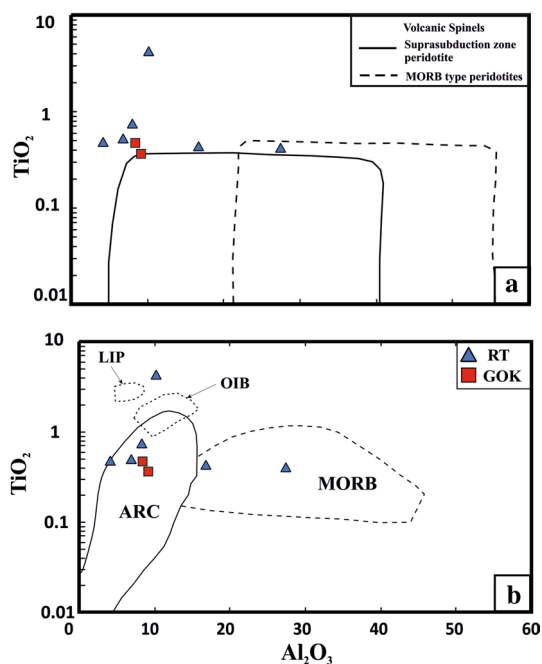 10
1
0.1
0.01
TiO₂
Volcanic Spinels
Suprasubduction zone
peridotite
MORB type peridotites
a
10
1
0.1
0.01
TiO₂
LIP
OIB
RT
GOK
ARC
MORB
b
0
10
20
30
40
50
60
Al₂O₃